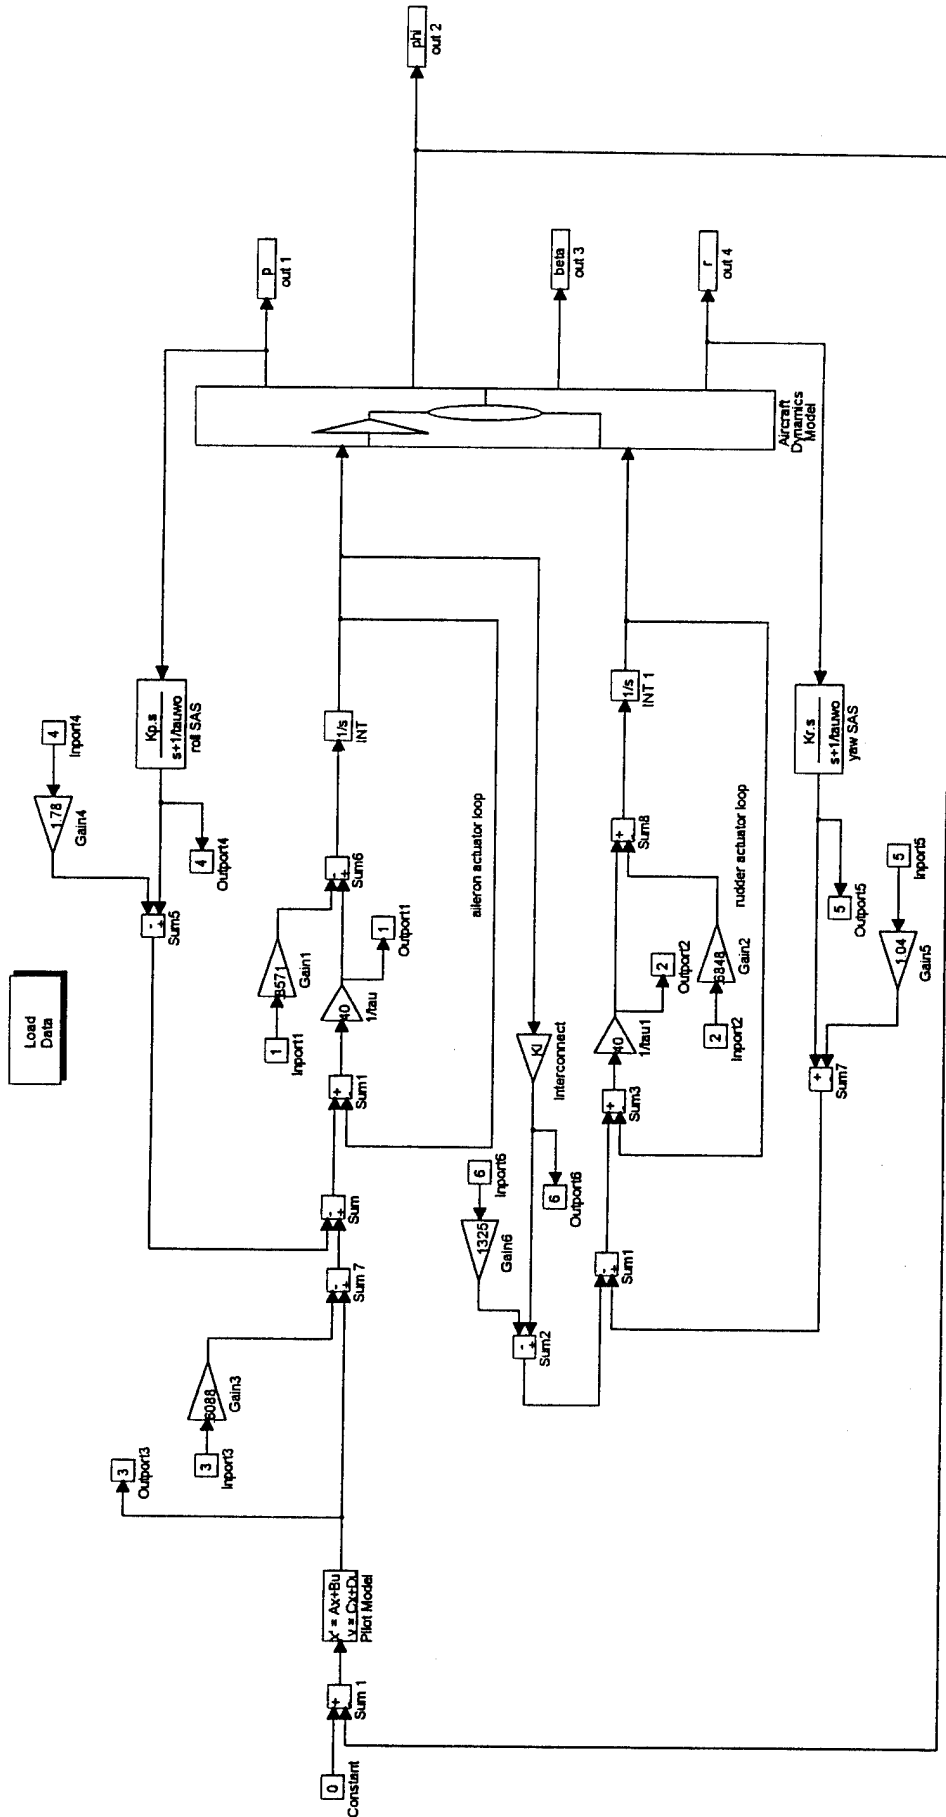 Load
Data
4
Inport4
1.78
Gain4
-
+
Sum5
Kp.s
s+1/tauwo
roll SAS
4
Outport4
p
out 1
phi
out 2
beta
out 3
r
out 4
Aircraft
Dynamics
Model
0
Constant
+
-
Sum 1
x' = Ax+Bu
y = Cx+Du
Pilot Model
3
Outport3
3
Inport3
6088
Gain3
-
+
Sum 7
-
+
Sum
+
-
Sum1
40
1/tau
1
Outport1
1
Inport1
8571
Gain1
-
+
Sum6
1/s
INT
aileron actuator loop
KI
Interconnect
6
Outport6
6
Inport6
1325
Gain6
-
+
Sum2
-
+
Sum1
+
-
Sum3
40
1/tau1
2
Outport2
2
Inport2
6848
Gain2
+
-
Sum8
1/s
INT 1
rudder actuator loop
Kr.s
s+1/tauwo
yaw SAS
5
Outport5
5
Inport5
1.04
Gain5
+
-
Sum7